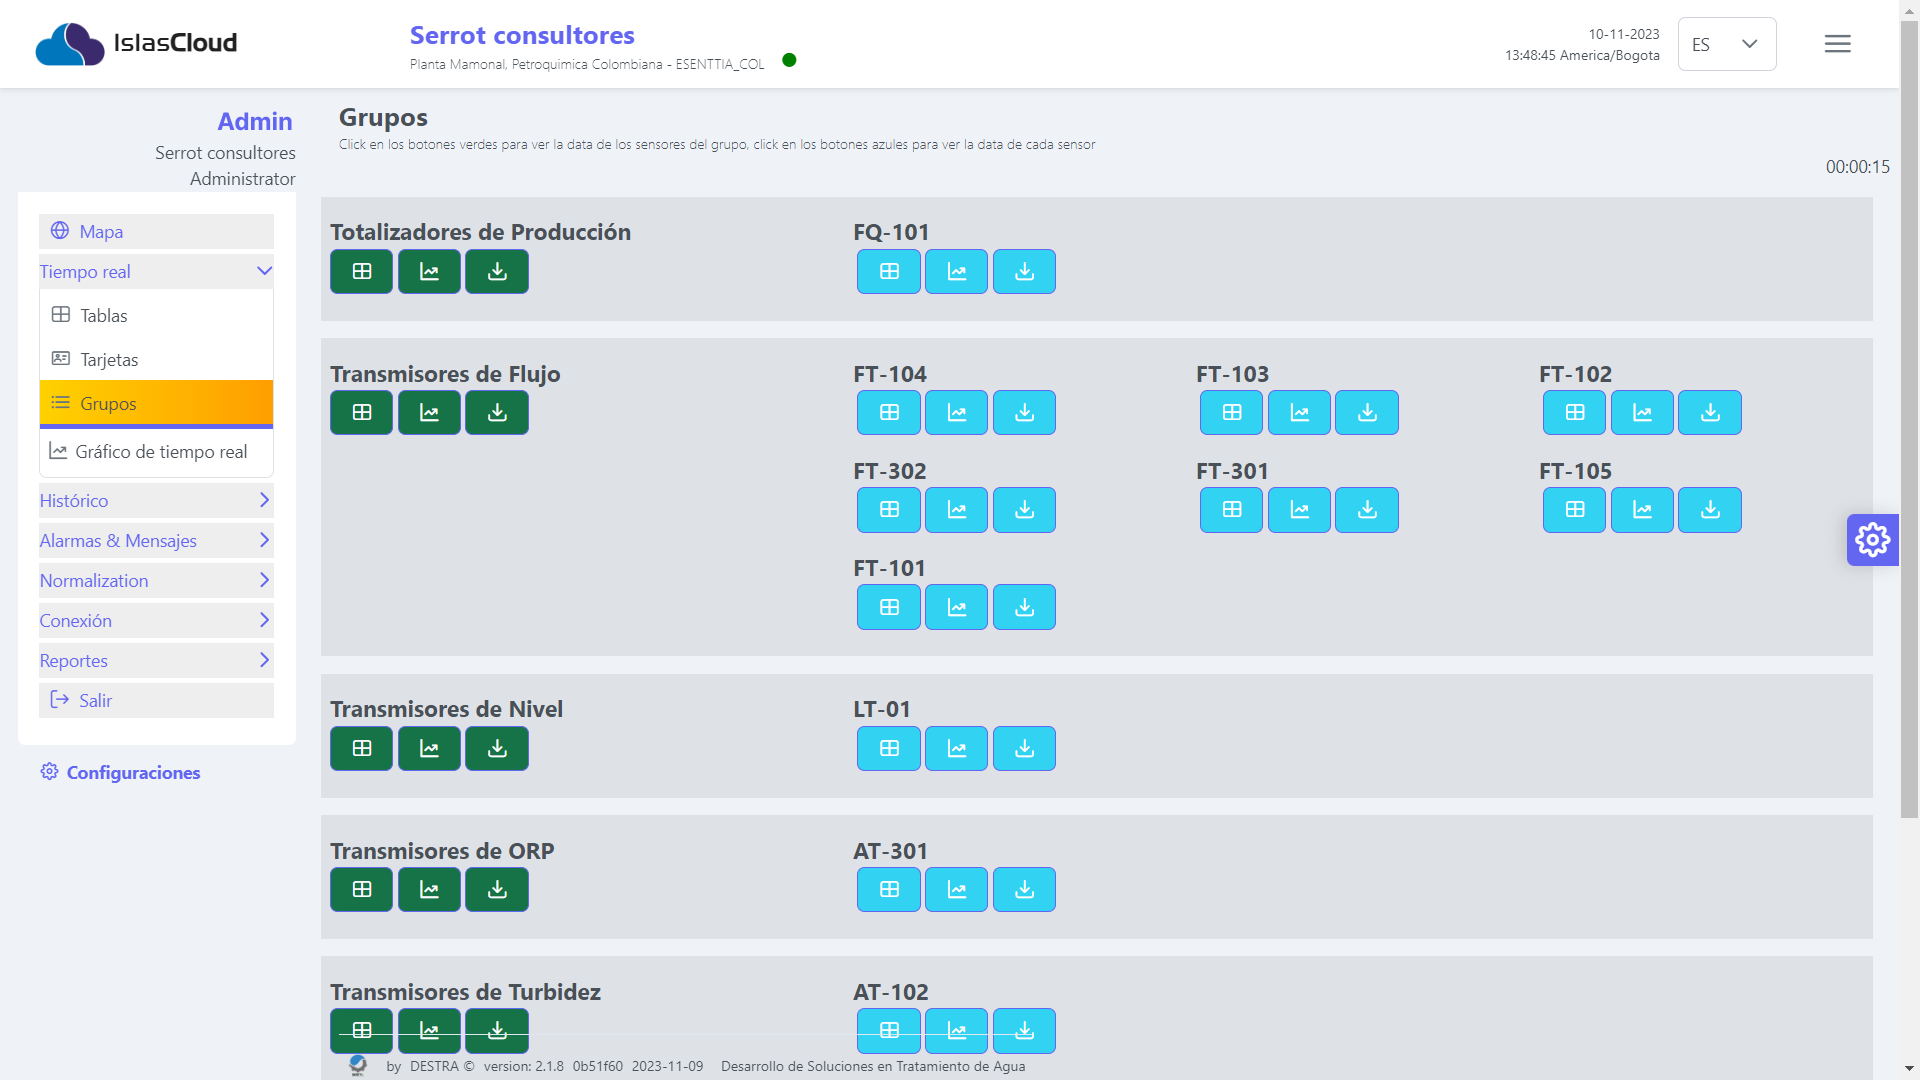 IslasCloud
Serrot consultores
Planta Mamonal, Petroquimica Colombiana - ESENTTIA_COL
10-11-2023
13:48:45 America/Bogota
ES
Admin
Serrot consultores
Administrator
Mapa
Tiempo real
Tablas
Tarjetas
Grupos
Gráfico de tiempo real
Histórico
Alarmas & Mensajes
Normalization
Conexión
Reportes
Salir
Configuraciones
Grupos
Click en los botones verdes para ver la data de los sensores del grupo, click en los botones azules para ver la data de cada sensor
00:00:15
Totalizadores de Producción
FQ-101
Transmisores de Flujo
FT-104
FT-103
FT-102
FT-302
FT-301
FT-105
FT-101
Transmisores de Nivel
LT-01
Transmisores de ORP
AT-301
Transmisores de Turbidez
AT-102
by DESTRA © version: 2.1.8 0b51f60 2023-11-09 Desarrollo de Soluciones en Tratamiento de Agua